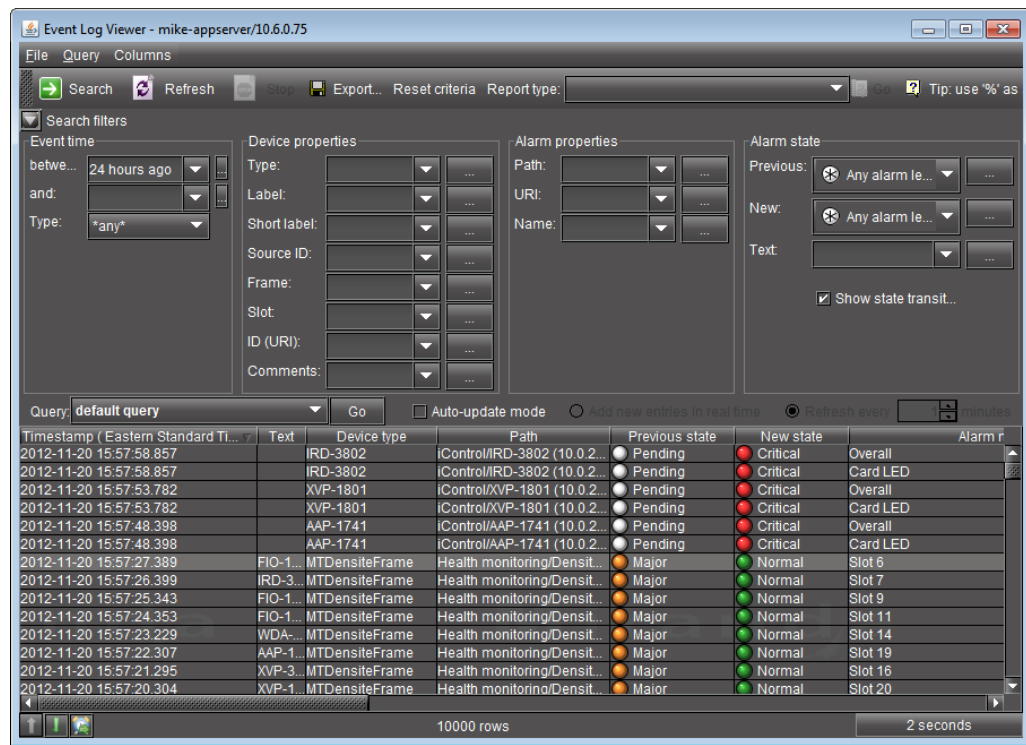 Event Log Viewer - mike-appserver/10.6.0.75
File Query Columns
Search Refresh Stop Export... Reset criteria Report type: Go Tip: use '%' as
Search filters
Event time Device properties Alarm properties Alarm state
betwe... 24 hours ago ... Type: ... Path: ... Previous: Any alarm le... ...
and: ... Label: ... URI: ... New: Any alarm le... ...
Type: *any* Short label: ... Name: ... Text: ...
Source ID: ...
Frame: ... Show state transit...
Slot: ...
ID (URI): ...
Comments: ...
Query: default query Go Auto-update mode Add new entries in real time Refresh every 1 minutes
Timestamp ( Eastern Standard Ti... Text Device type Path Previous state New state Alarm n
2012-11-20 15:57:58.857 IRD-3802 iControl/IRD-3802 (10.0.2... Pending Critical Overall
2012-11-20 15:57:58.857 IRD-3802 iControl/IRD-3802 (10.0.2... Pending Critical Card LED
2012-11-20 15:57:53.782 XVP-1801 iControl/XVP-1801 (10.0.2... Pending Critical Overall
2012-11-20 15:57:53.782 XVP-1801 iControl/XVP-1801 (10.0.2... Pending Critical Card LED
2012-11-20 15:57:48.398 AAP-1741 iControl/AAP-1741 (10.0.2... Pending Critical Overall
2012-11-20 15:57:48.398 AAP-1741 iControl/AAP-1741 (10.0.2... Pending Critical Card LED
2012-11-20 15:57:27.389 FIO-1... MTDensiteFrame Health monitoring/Densit... Major Normal Slot 6
2012-11-20 15:57:26.399 IRD-3... MTDensiteFrame Health monitoring/Densit... Major Normal Slot 7
2012-11-20 15:57:25.343 FIO-1... MTDensiteFrame Health monitoring/Densit... Major Normal Slot 9
2012-11-20 15:57:24.353 FIO-1... MTDensiteFrame Health monitoring/Densit... Major Normal Slot 11
2012-11-20 15:57:23.229 WDA-... MTDensiteFrame Health monitoring/Densit... Major Normal Slot 14
2012-11-20 15:57:22.307 AAP-1... MTDensiteFrame Health monitoring/Densit... Major Normal Slot 19
2012-11-20 15:57:21.295 XVP-3... MTDensiteFrame Health monitoring/Densit... Major Normal Slot 16
2012-11-20 15:57:20.304 XVP-1... MTDensiteFrame Health monitoring/Densit... Major Normal Slot 20
10000 rows 2 seconds